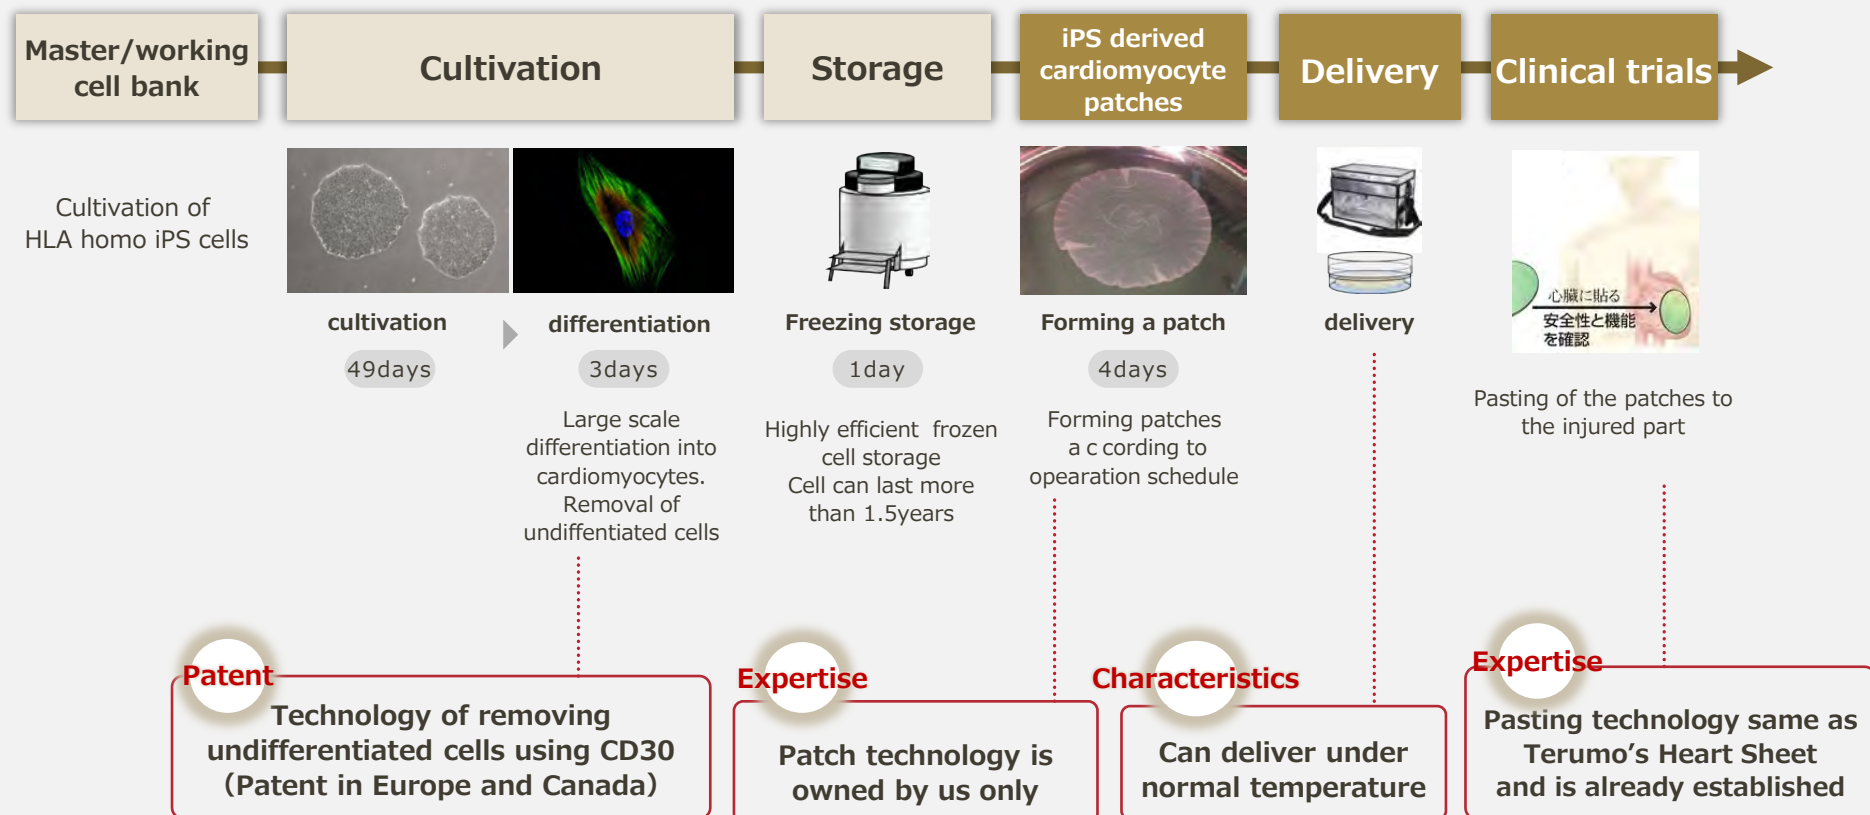 Master/working
cell bank
Cultivation
Storage
iPS derived
cardiomyocyte
patches
Delivery
Clinical trials
Cultivation of
HLA homo iPS cells
cultivation
49days
differentiation
3days
Large scale
differentiation into
cardiomyocytes.
Removal of
undiffentiated cells
Freezing storage
1day
Highly efficient frozen
cell storage
Cell can last more
than 1.5years
Forming a patch
4days
Forming patches
a c cording to
opearation schedule
delivery
心臓に貼る
安全性と機能
を確認
Pasting of the patches to
the injured part
Patent
Technology of removing
undifferentiated cells using CD30
（Patent in Europe and Canada）
Expertise
Patch technology is
owned by us only
Characteristics
Can deliver under
normal temperature
Expertise
Pasting technology same as
Terumo’s Heart Sheet
and is already established